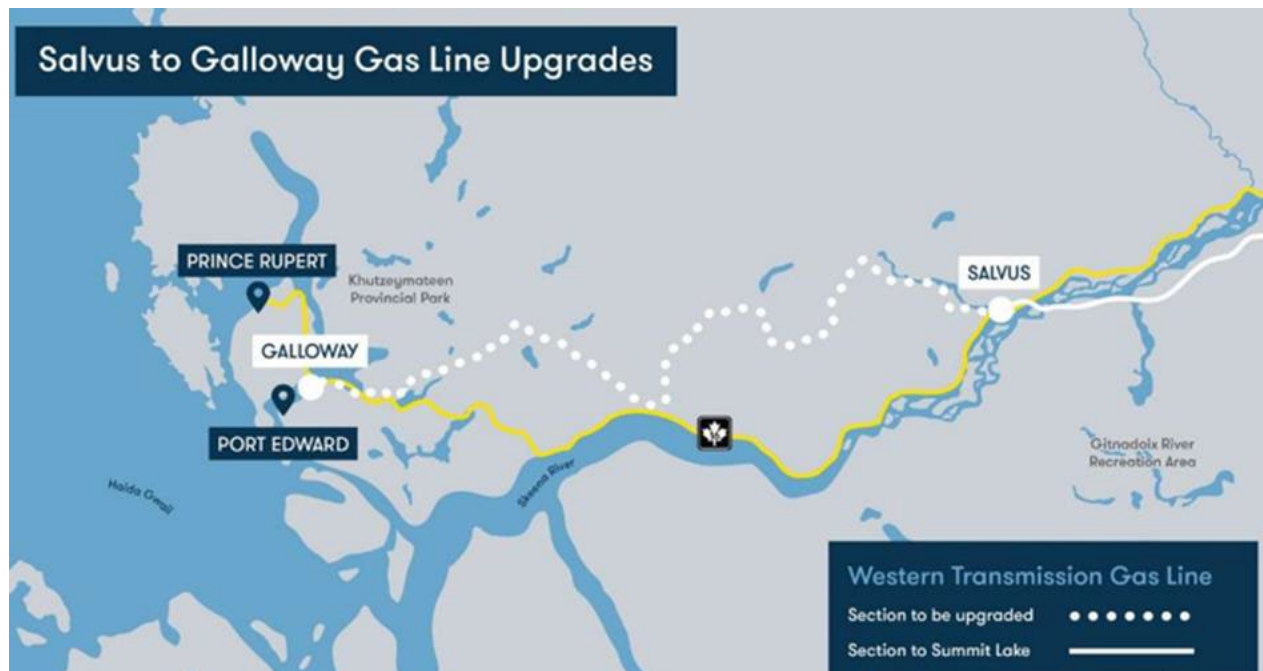 Salvus to Galloway Gas Line Upgrades
PRINCE RUPERT
Khutzeymateen
Provincial Park
SALVUS
GALLOWAY
PORT EDWARD
Gitnadoix River
Recreation Area
Skeena River
Haida Gwaii
Western Transmission Gas Line
Section to be upgraded
Section to Summit Lake